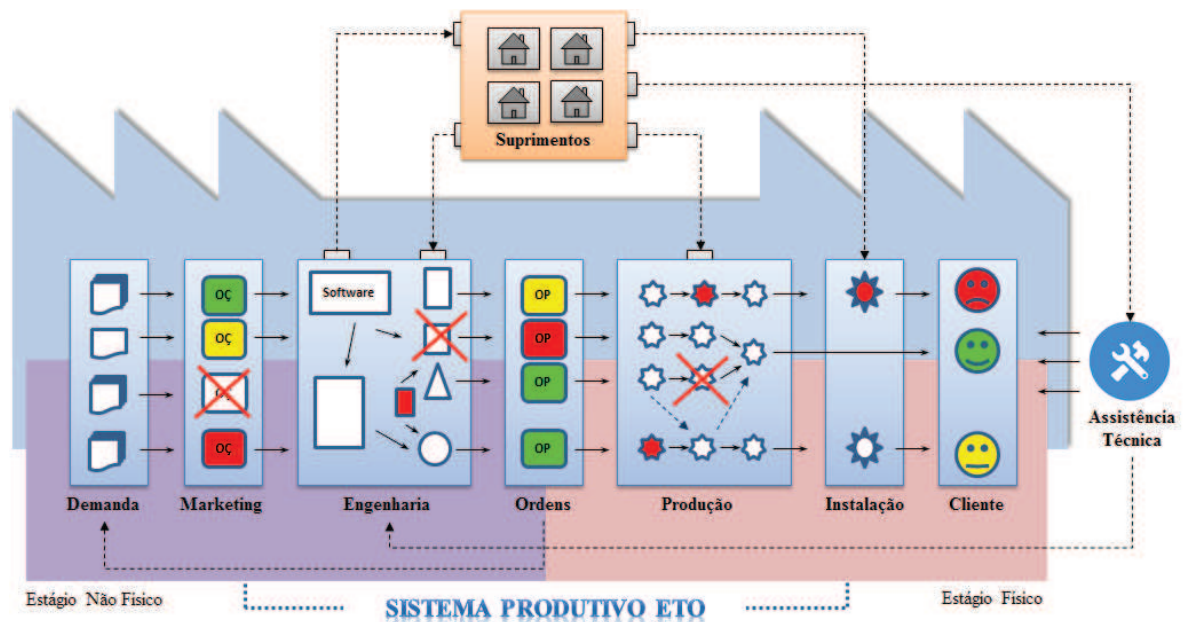 Suprimentos
Software
OÇ
OÇ
OÇ
OÇ
OP
OP
OP
OP
Demanda
Marketing
Engenharia
Ordens
Produção
Instalação
Cliente
Assistência
Técnica
Estágio Não Físico
SISTEMA PRODUTIVO ETO
Estágio Físico